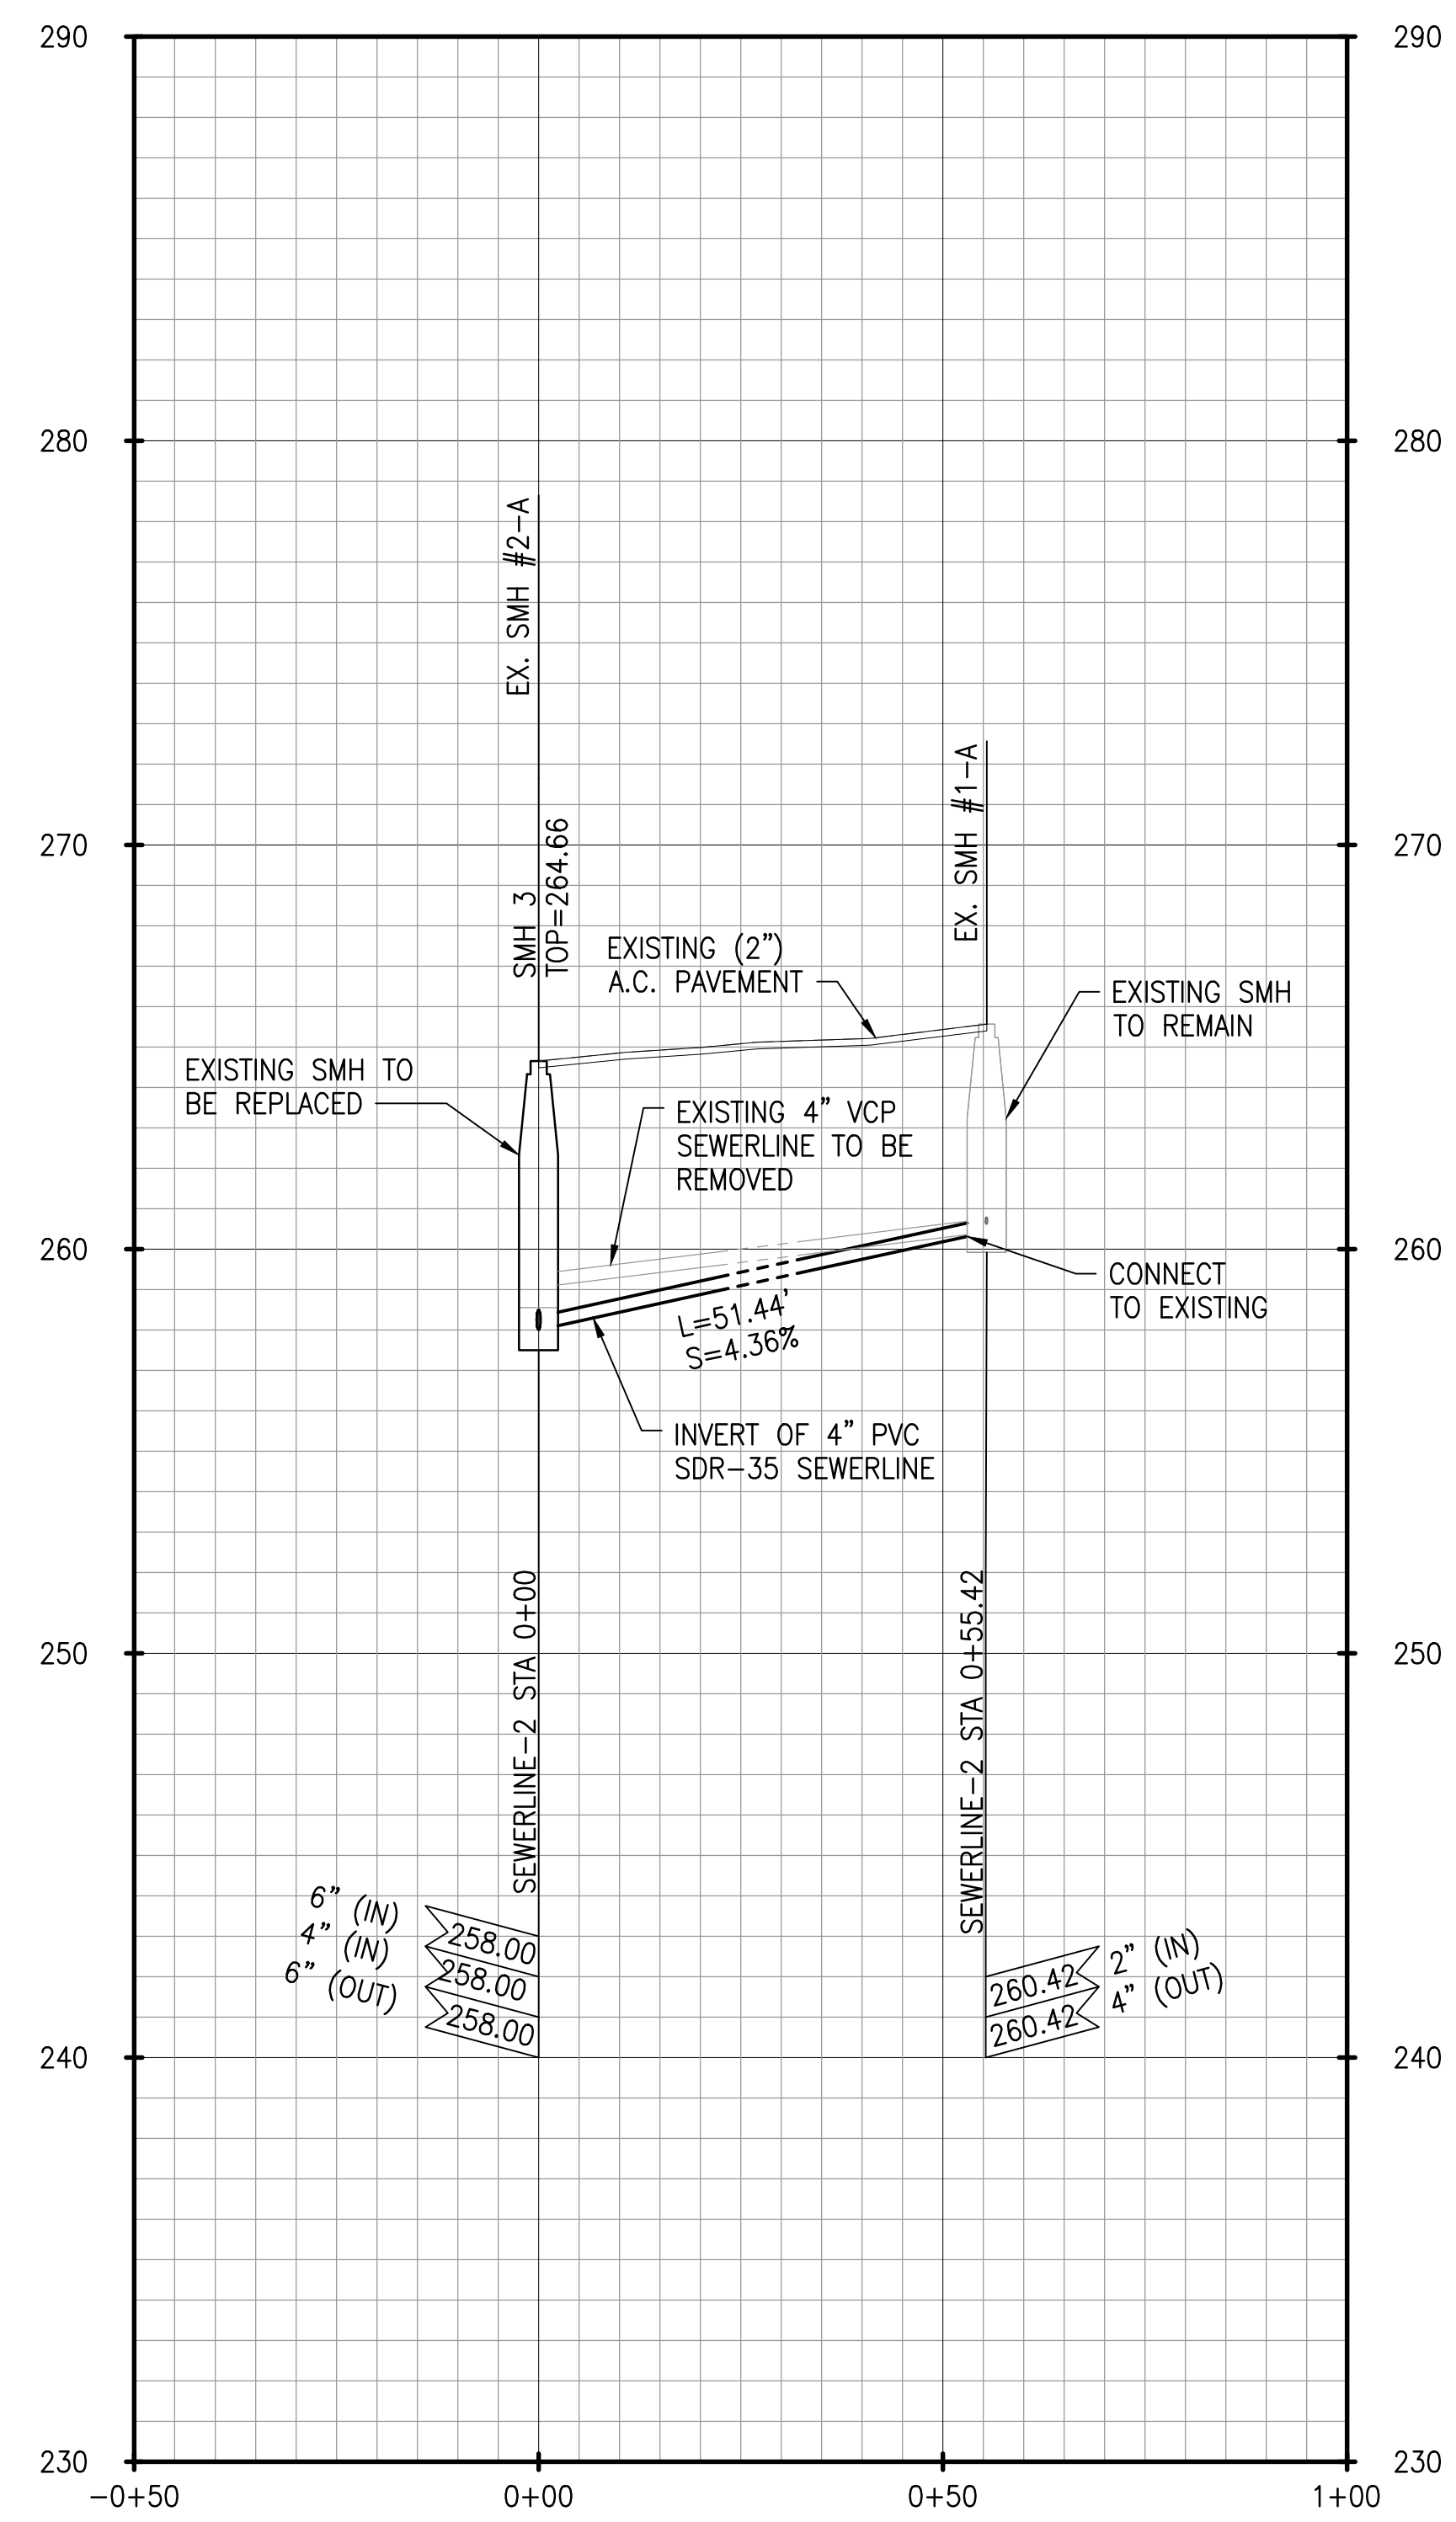 290
290
280
280
EX. SMH #2-A
EX. SMH #1-A
270
270
SMH 3
TOP=264.66
EXISTING (2")
A.C. PAVEMENT
EXISTING SMH
TO REMAIN
EXISTING SMH TO
BE REPLACED
EXISTING 4" VCP
SEWERLINE TO BE
REMOVED
260
260
CONNECT
TO EXISTING
L=51.44'
S=4.36%
INVERT OF 4" PVC
SDR-35 SEWERLINE
SEWERLINE-2 STA 0+00
SEWERLINE-2 STA 0+55.42
250
250
6" (IN)
258.00
4" (IN)
258.00
6" (OUT)
258.00
260.42
2" (IN)
260.42
4" (OUT)
240
240
230
230
-0+50
0+00
0+50
1+00